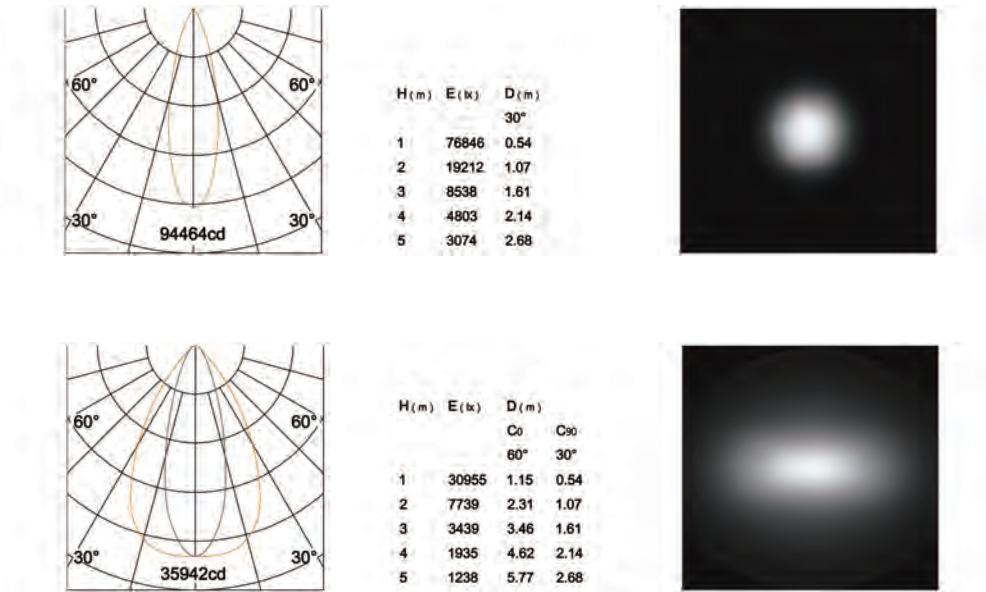 60° 60°
30° 30°
94464cd
H(m) E(lx) D(m)
30°
1 76846 0.54
2 19212 1.07
3 8538 1.61
4 4803 2.14
5 3074 2.68
60° 60°
30° 30°
35942cd
H(m) E(lx) D(m)
C0 C90
60° 30°
1 30955 1.15 0.54
2 7739 2.31 1.07
3 3439 3.46 1.61
4 1935 4.62 2.14
5 1238 5.77 2.68